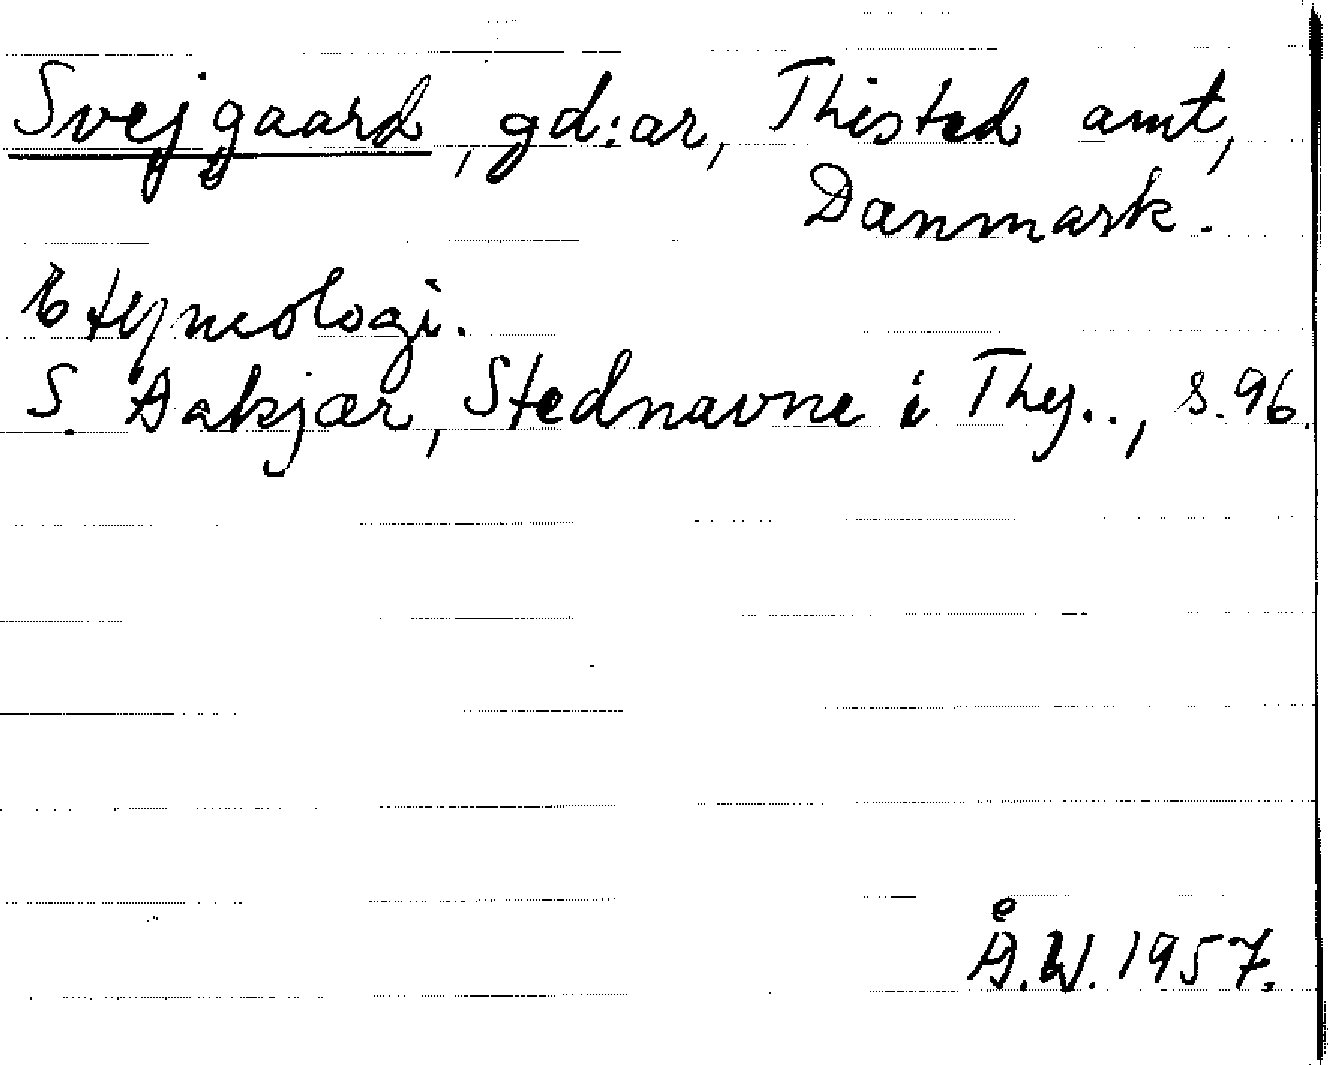 Svejgaard, gd:ar, Thisted amt,
Danmark.
Etymologi.
S. Aakjær, Stednavne i Thy.., s. 96.
Å.W. 1957.